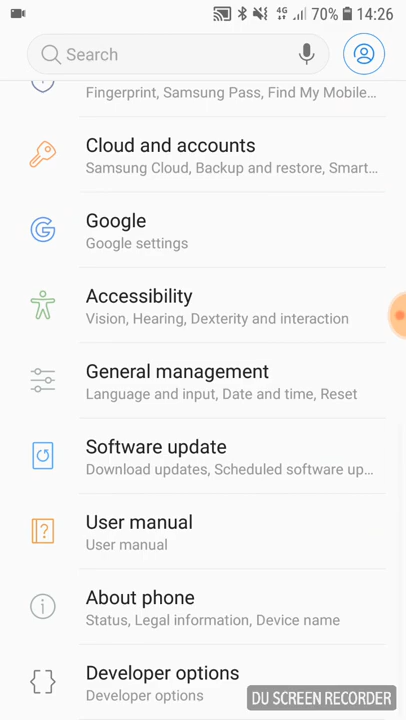 4G 70% 14:26
Search
Fingerprint, Samsung Pass, Find My Mobile...
Cloud and accounts
Samsung Cloud, Backup and restore, Smart...
Google
Google settings
Accessibility
Vision, Hearing, Dexterity and interaction
General management
Language and input, Date and time, Reset
Software update
Download updates, Scheduled software up...
User manual
User manual
About phone
Status, Legal information, Device name
Developer options
Developer options
DU SCREEN RECORDER